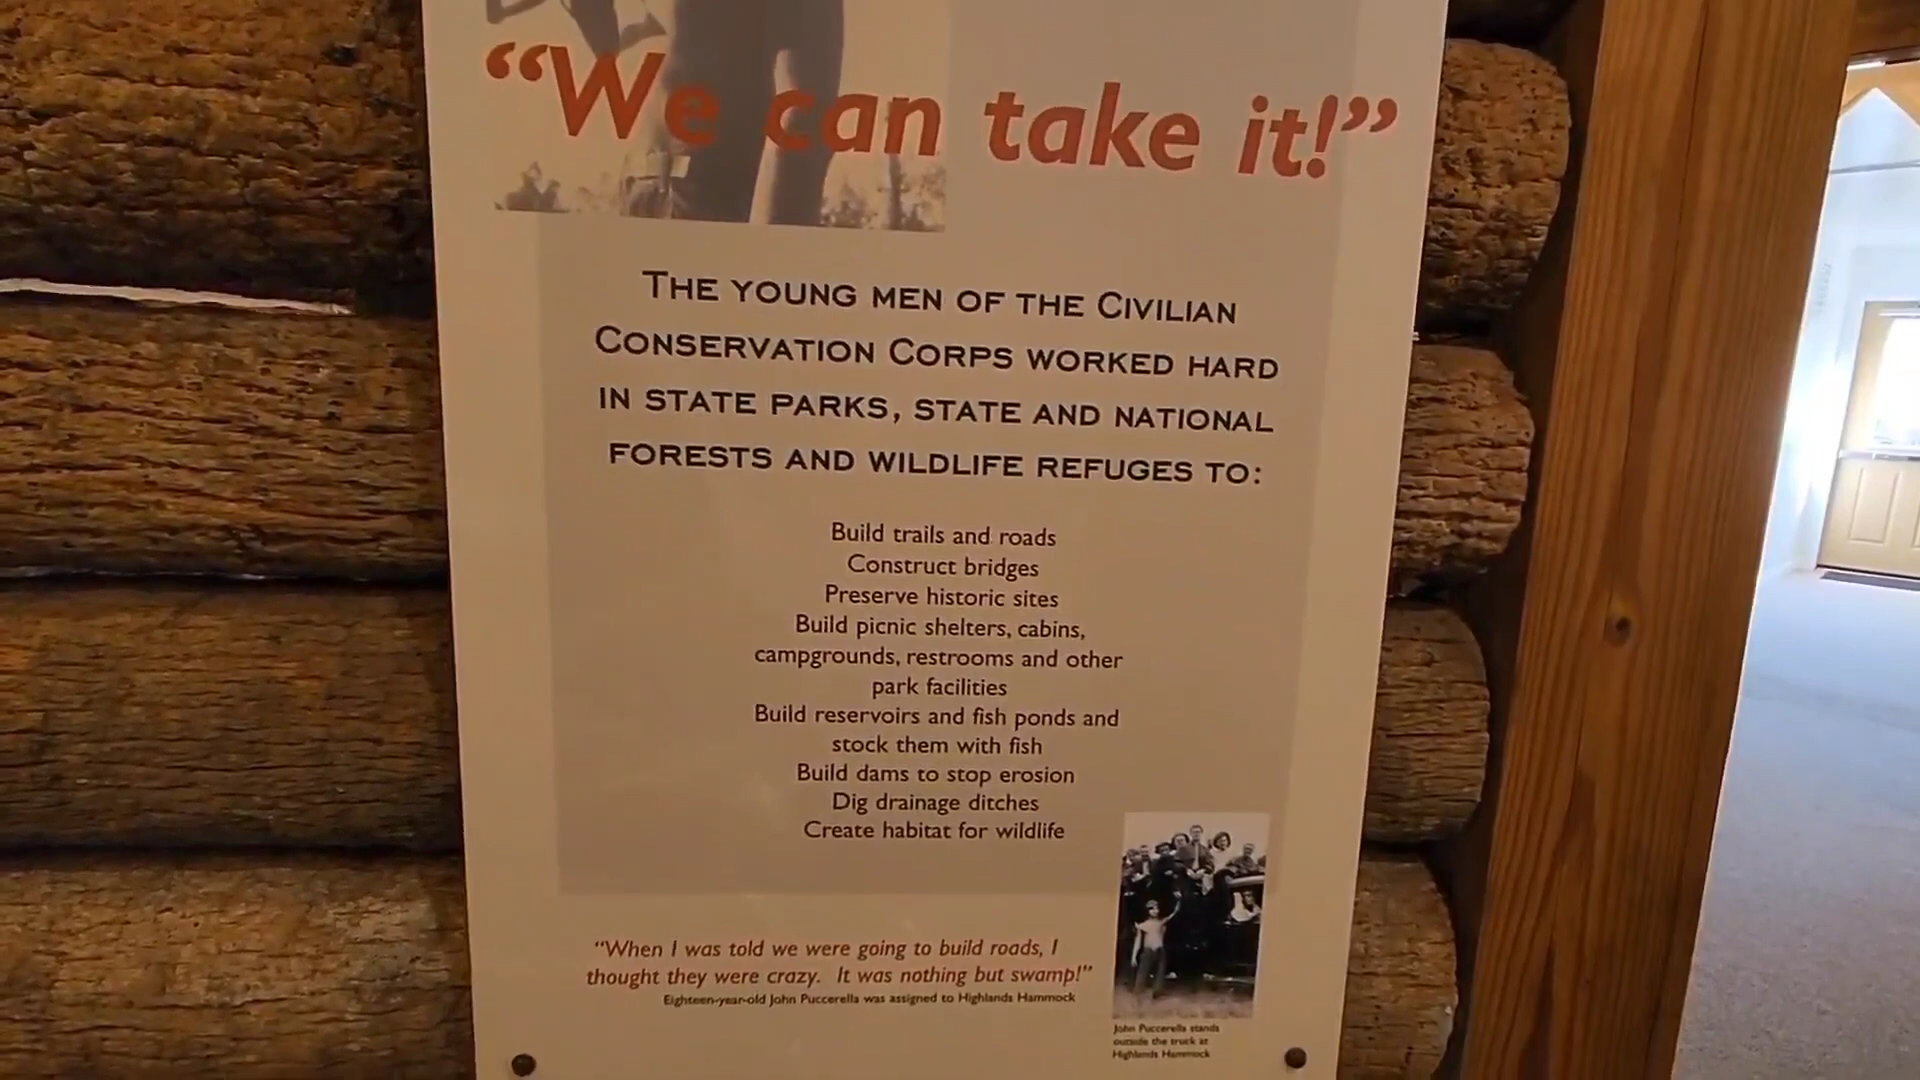 “We can take it!”
THE YOUNG MEN OF THE CIVILIAN
CONSERVATION CORPS WORKED HARD
IN STATE PARKS, STATE AND NATIONAL
FORESTS AND WILDLIFE REFUGES TO:
Build trails and roads
Construct bridges
Preserve historic sites
Build picnic shelters, cabins,
campgrounds, restrooms and other
park facilities
Build reservoirs and fish ponds and
stock them with fish
Build dams to stop erosion
Dig drainage ditches
Create habitat for wildlife
“When I was told we were going to build roads, I
thought they were crazy. It was nothing but swamp!”
Eighteen-year-old John Puccerella was assigned to Highlands Hammock
John Puccerella stands
outside the truck at
Highlands Hammock